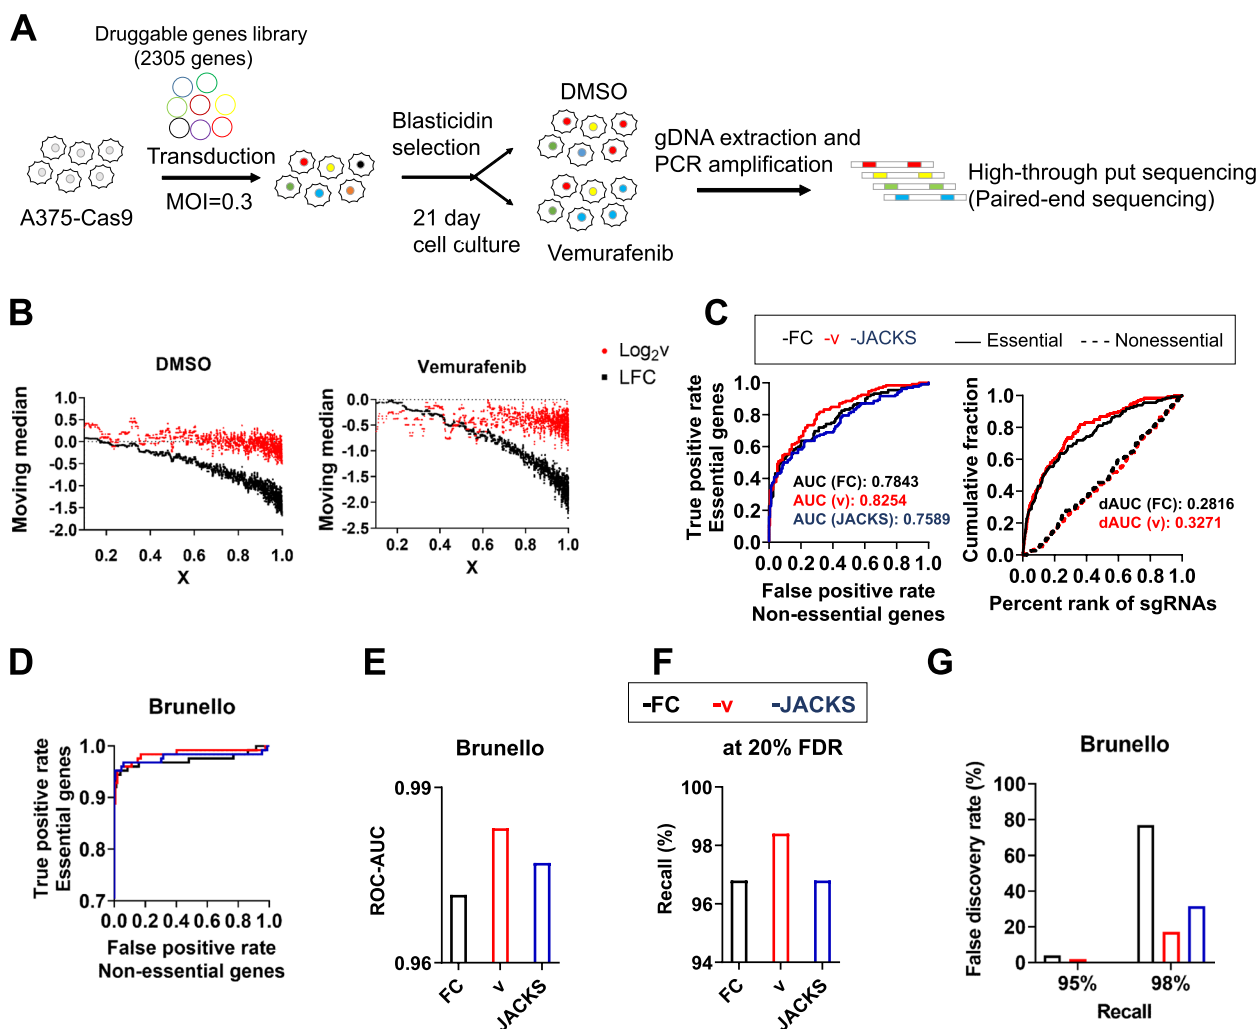 A
Druggable genes library
(2305 genes)
A375-Cas9
Transduction
MOI=0.3
Blasticidin
selection
21 day
cell culture
DMSO
Vemurafenib
gDNA extraction and
PCR amplification
High-through put sequencing
(Paired-end sequencing)
B
DMSO
Moving median
1.0
0.5
0.0
-0.5
-1.0
-1.5
-2.0
0.2 0.4 0.6 0.8 1.0
X
Vemurafenib
Moving median
0.0
-0.5
-1.0
-1.5
-2.0
-2.5
0.2 0.4 0.6 0.8 1.0
X
Log2v
LFC
C
-FC -v -JACKS Essential Nonessential
True positive rate
Essential genes
1.0
0.8
0.6
0.4
0.2
0.0
AUC (FC): 0.7843
AUC (v): 0.8254
AUC (JACKS): 0.7589
0.0 0.2 0.4 0.6 0.8 1.0
False positive rate
Non-essential genes
Cumulative fraction
1.0
0.8
0.6
0.4
0.2
0.0
dAUC (FC): 0.2816
dAUC (v): 0.3271
0.0 0.2 0.4 0.6 0.8 1.0
Percent rank of sgRNAs
D
Brunello
True positive rate
Essential genes
1.0
0.9
0.8
0.7
0.0 0.2 0.4 0.6 0.8 1.0
False positive rate
Non-essential genes
E
Brunello
ROC-AUC
0.99
0.96
FC
v
JACKS
F
-FC -v -JACKS
at 20% FDR
Recall (%)
100
98
96
94
FC
v
JACKS
G
Brunello
False discovery rate (%)
100
80
60
40
20
0
95% 98%
Recall